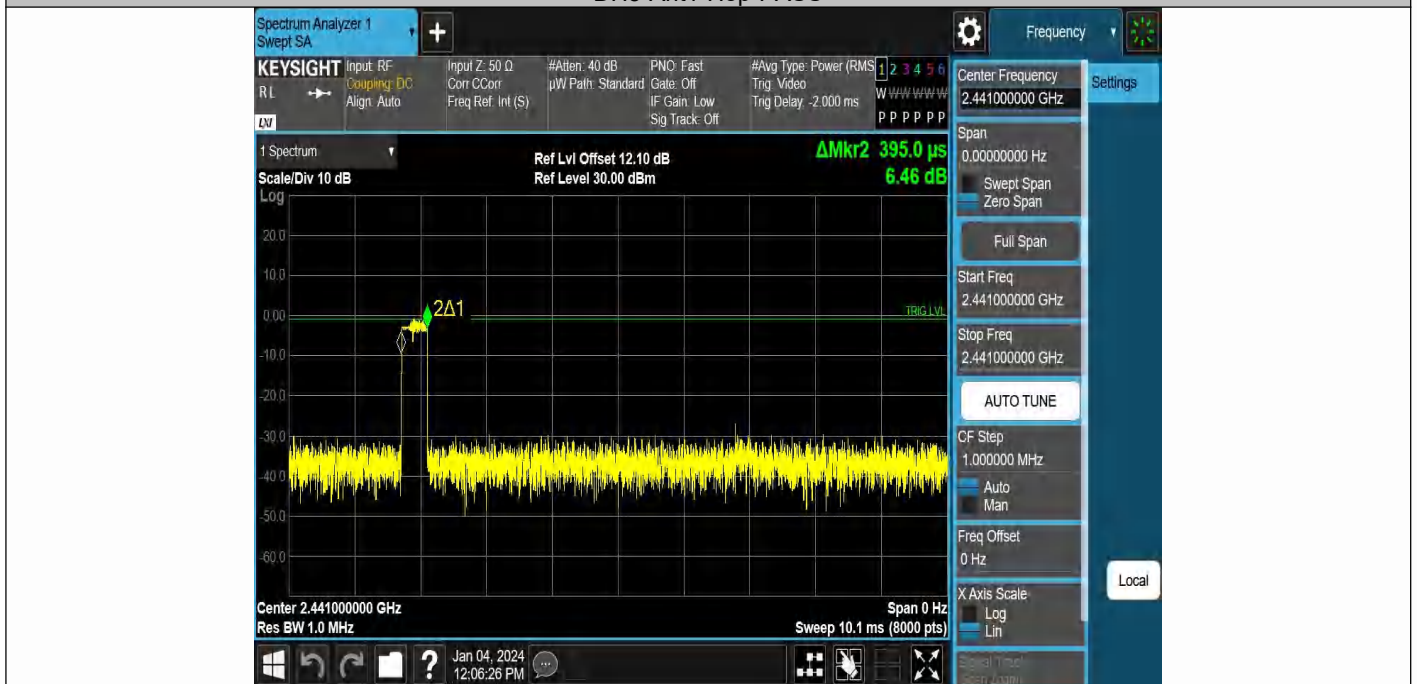 Spectrum Analyzer 1
Swept SA
+
Frequency
KEYSIGHT
RL
LXI
Input: RF
Coupling: DC
Align: Auto
Input Z: 50 Ω
Corr CCorr
Freq Ref: Int (S)
#Atten: 40 dB
µW Path: Standard
PNO: Fast
Gate: Off
IF Gain: Low
Sig Track: Off
#Avg Type: Power (RMS
Trig: Video
Trig Delay: -2.000 ms
1 2 3 4 5 6
W W W W W W
P P P P P P
Center Frequency
2.441000000 GHz
Settings
Span
0.00000000 Hz
Swept Span
Zero Span
Full Span
Start Freq
2.441000000 GHz
Stop Freq
2.441000000 GHz
AUTO TUNE
CF Step
1.000000 MHz
Auto
Man
Freq Offset
0 Hz
X Axis Scale
Log
Lin
Local
1 Spectrum
Scale/Div 10 dB
Log
Ref Lvl Offset 12.10 dB
Ref Level 30.00 dBm
ΔMkr2 395.0 µs
6.46 dB
20.0
10.0
0.00
-10.0
-20.0
-30.0
-40.0
-50.0
-60.0
2Δ1
TRIG LVL
Center 2.441000000 GHz
Res BW 1.0 MHz
Span 0 Hz
Sweep 10.1 ms (8000 pts)
?
Jan 04, 2024
12:06:26 PM